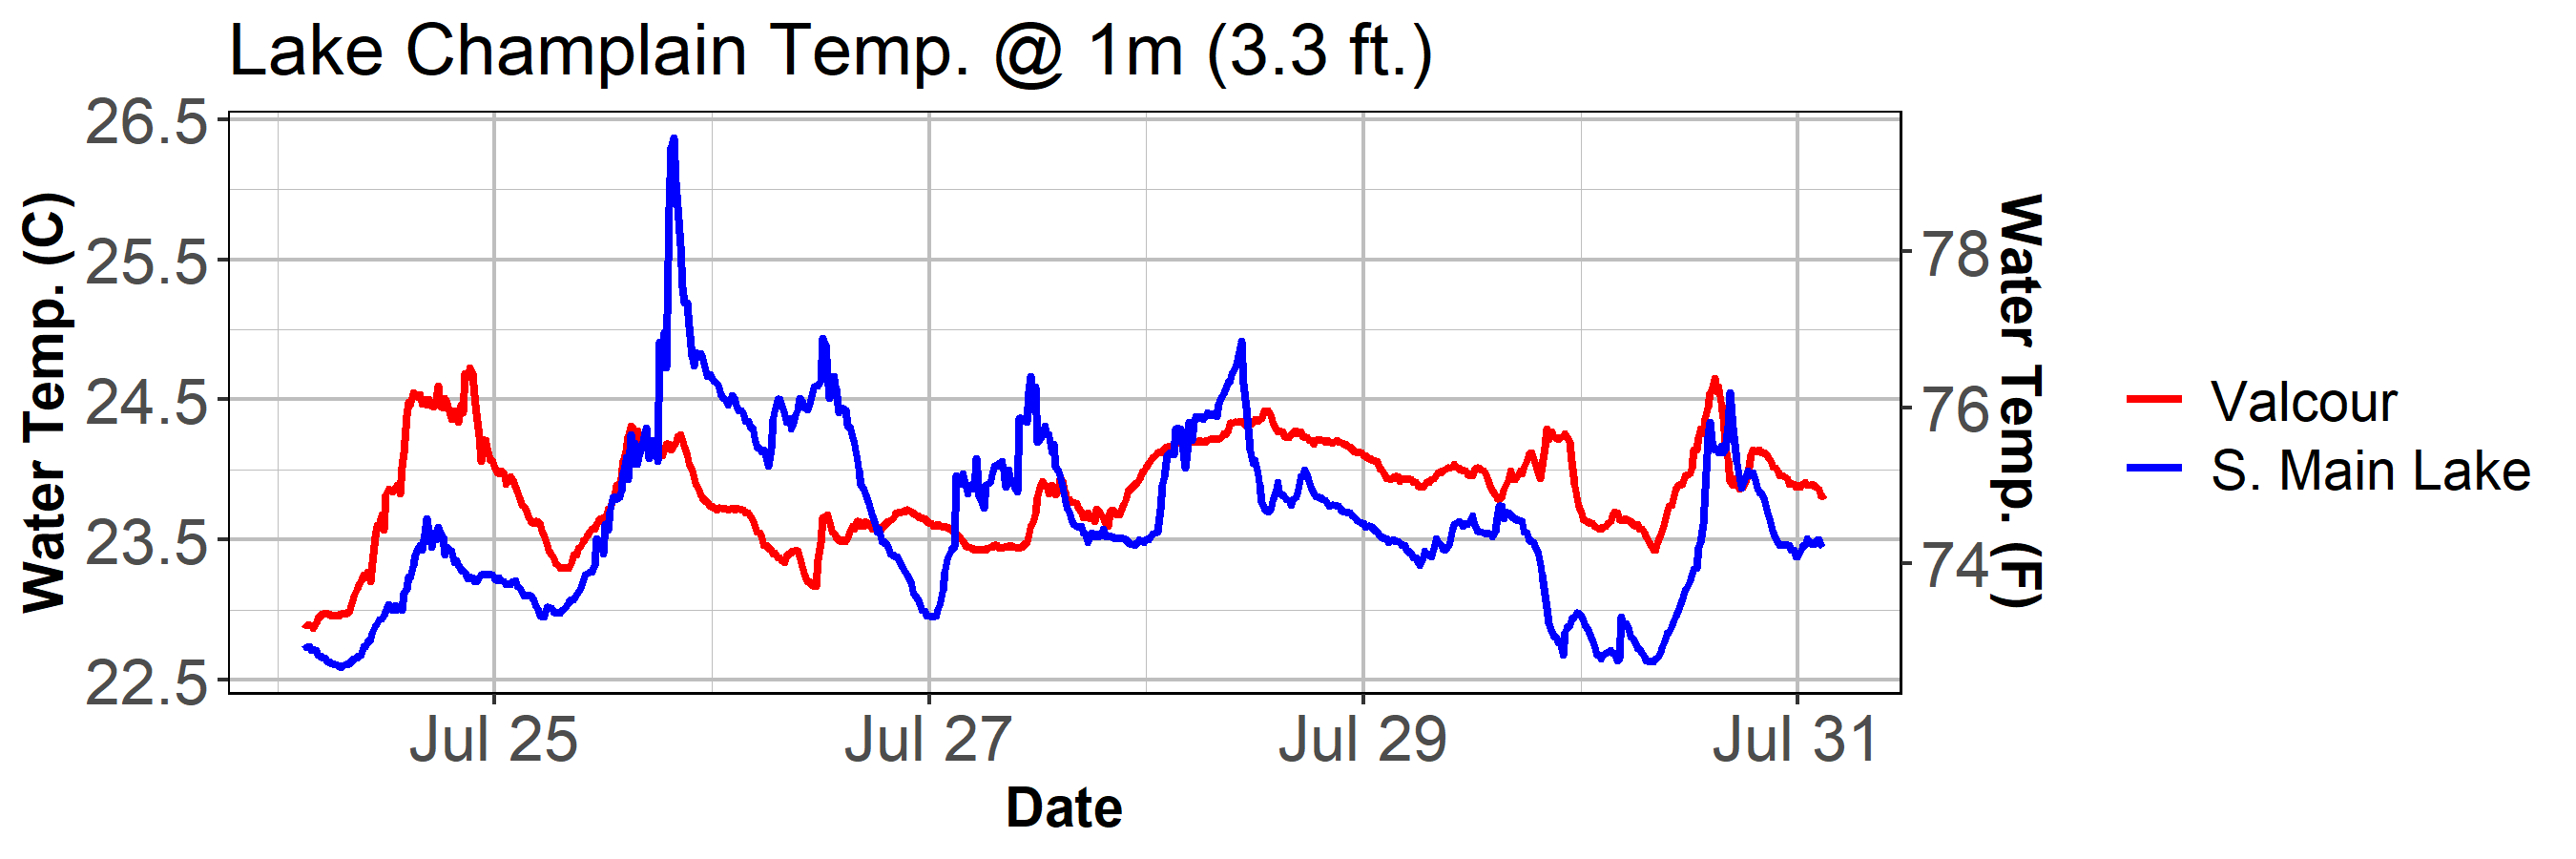 Lake Champlain Temp. @ 1m (3.3 ft.)
Water Temp. (C)
26.5
25.5
24.5
23.5
22.5
Jul 25
Jul 27
Jul 29
Jul 31
Date
78
76
74
Water Temp. (F)
Valcour
S. Main Lake